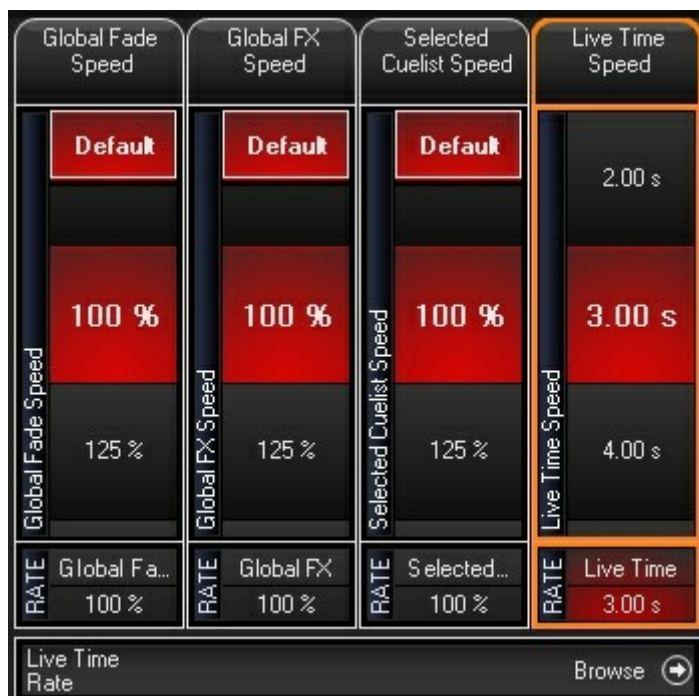 Global Fade
Speed
Global FX
Speed
Selected
Cuelist Speed
Live Time
Speed
Global Fade Speed
Default
100 %
125 %
Global FX Speed
Default
100 %
125 %
Selected Cuelist Speed
Default
100 %
125 %
Live Time Speed
2.00 s
3.00 s
4.00 s
RATE
Global Fa...
100 %
RATE
Global FX
100 %
RATE
Selected...
100 %
RATE
Live Time
3.00 s
Live Time
Rate
Browse